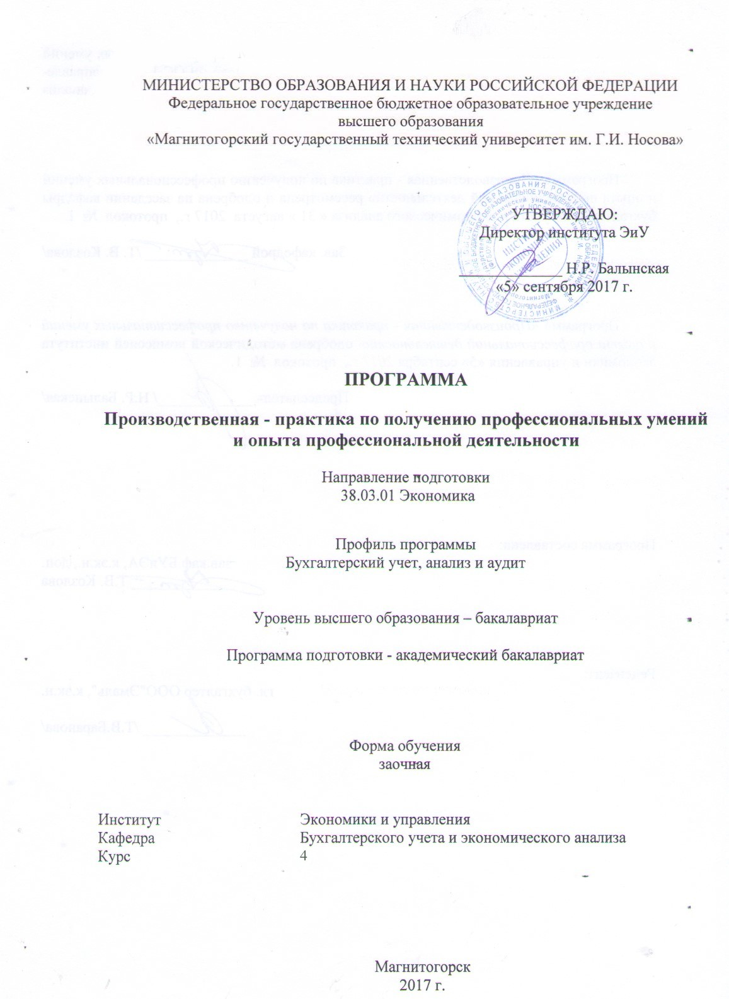 МИНИСТЕРСТВО ОБРАЗОВАНИЯ И НАУКИ РОССИЙСКОЙ ФЕДЕРАЦИИ
Федеральное государственное бюджетное образовательное учреждение
высшего образования
«Магнитогорский государственный технический университет им. Г.И. Носова»
УТВЕРЖДАЮ:
Директор института ЭиУ
Н.Р. Балынская
«5» сентября 2017 г.
ПРОГРАММА
Производственная - практика по получению профессиональных умений
и опыта профессиональной деятельности
Направление подготовки
38.03.01 Экономика
Профиль программы
Бухгалтерский учет, анализ и аудит
Уровень высшего образования – бакалавриат
Программа подготовки - академический бакалавриат
Форма обучения
заочная
Институт Экономики и управления
Кафедра Бухгалтерского учета и экономического анализа
Курс 4
Магнитогорск
2017 г.